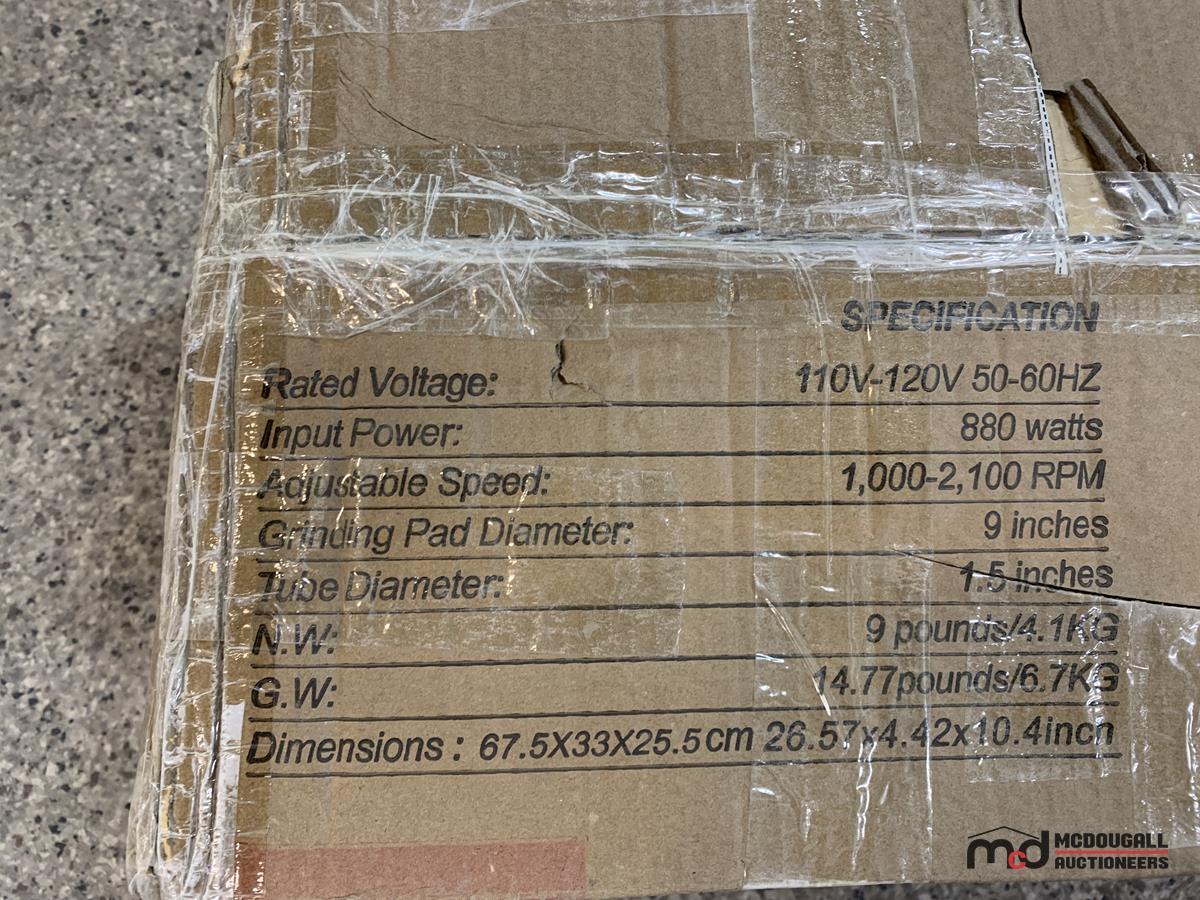 SPECIFICATION
Rated Voltage: 110V-120V 50-60HZ
Input Power: 880 watts
Adjustable Speed: 1,000-2,100 RPM
Grinding Pad Diameter: 9 inches
Tube Diameter: 1.5 inches
N.W: 9 pounds/4.1KG
G.W: 14.77pounds/6.7KG
Dimensions : 67.5X33X25.5cm 26.57x4.42x10.4inch
mcd MCDOUGALL
AUCTIONEERS